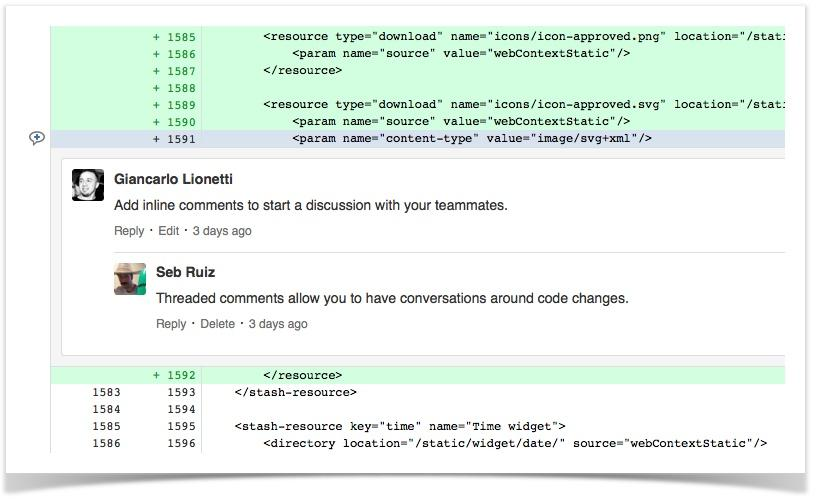 + 1585 <resource type="download" name="icons/icon-approved.png" location="/stati
+ 1586 <param name="source" value="webContextStatic"/>
+ 1587 </resource>
+ 1588
+ 1589 <resource type="download" name="icons/icon-approved.svg" location="/stati
+ 1590 <param name="source" value="webContextStatic"/>
+ 1591 <param name="content-type" value="image/svg+xml"/>
Giancarlo Lionetti
Add inline comments to start a discussion with your teammates.
Reply · Edit · 3 days ago
Seb Ruiz
Threaded comments allow you to have conversations around code changes.
Reply · Delete · 3 days ago
+ 1592 </resource>
1583 1593 </stash-resource>
1584 1594
1585 1595 <stash-resource key="time" name="Time widget">
1586 1596 <directory location="/static/widget/date/" source="webContextStatic"/>